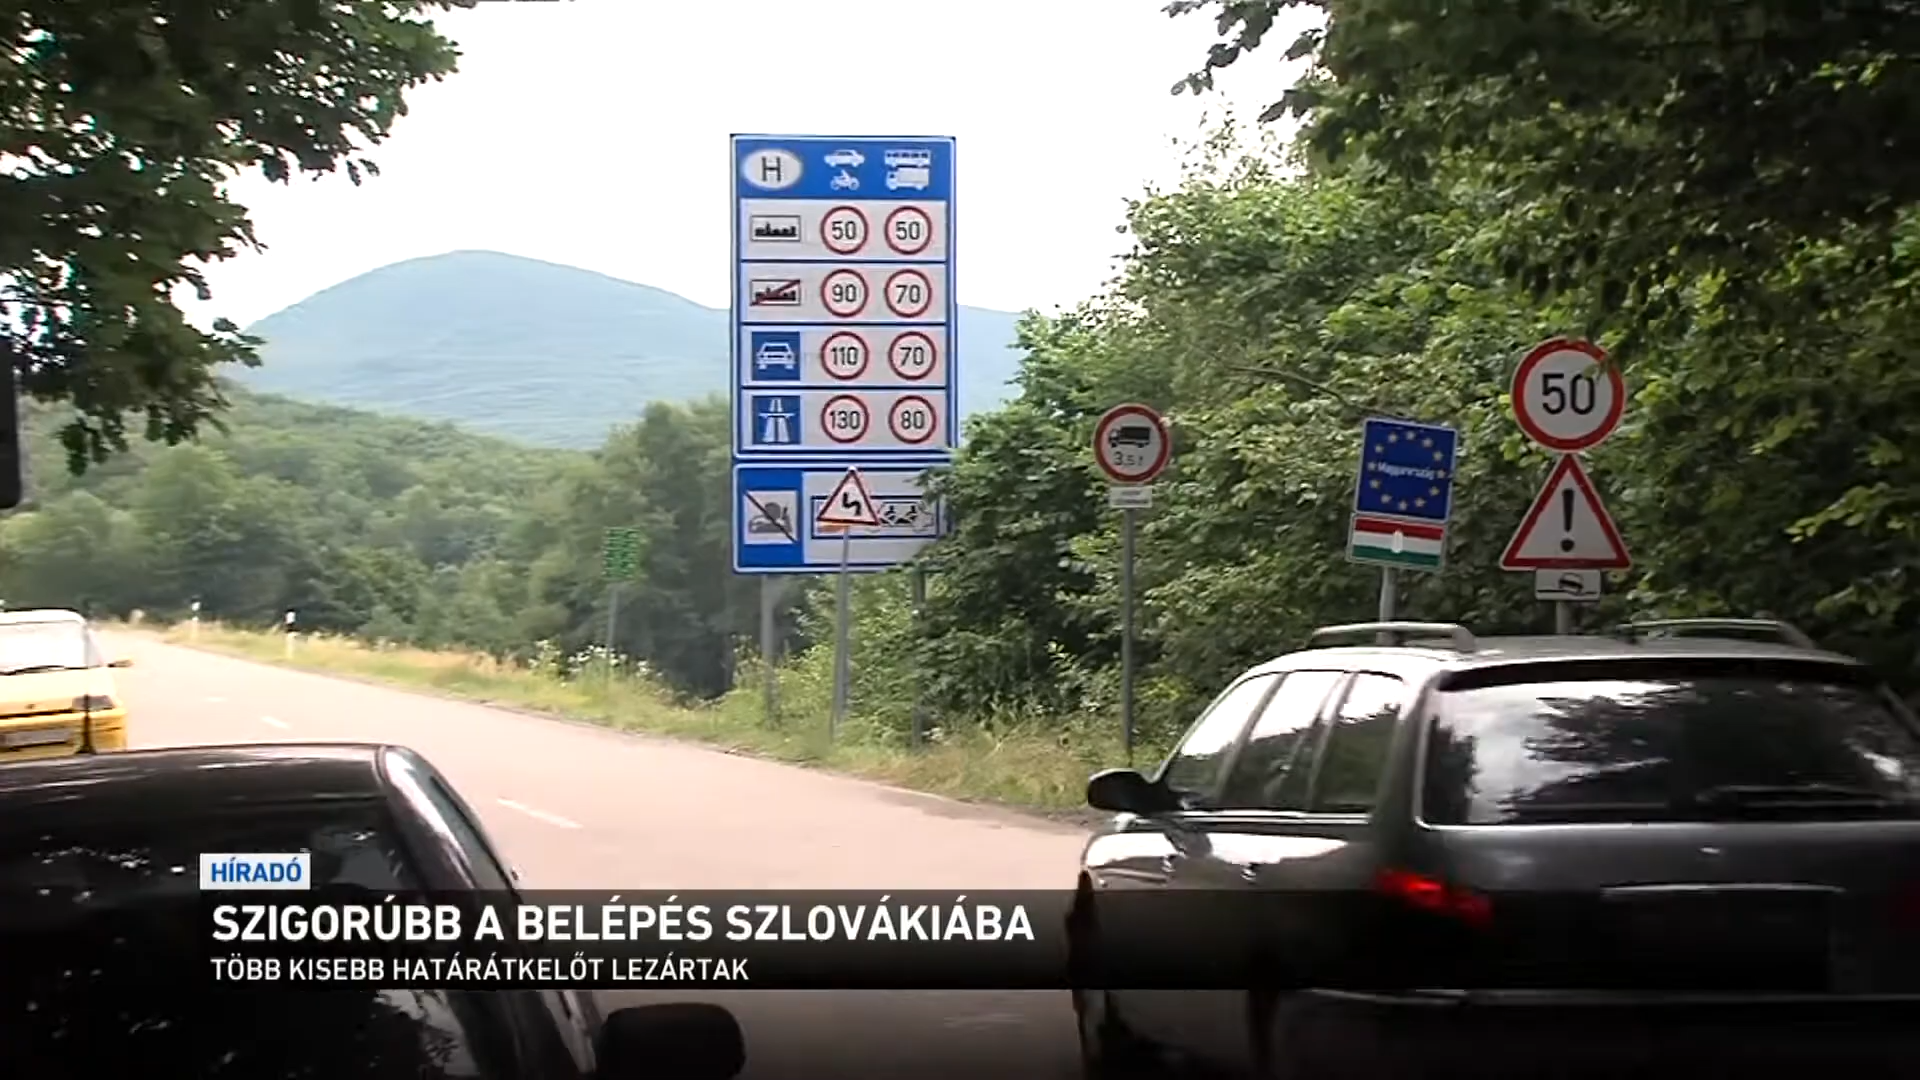 H
50 50
90 70
110 70
130 80
3,5 t
Magyarország
50
HÍRADÓ
SZIGORÚBB A BELÉPÉS SZLOVÁKIÁBA
TÖBB KISEBB HATÁRÁTKELŐT LEZÁRTAK